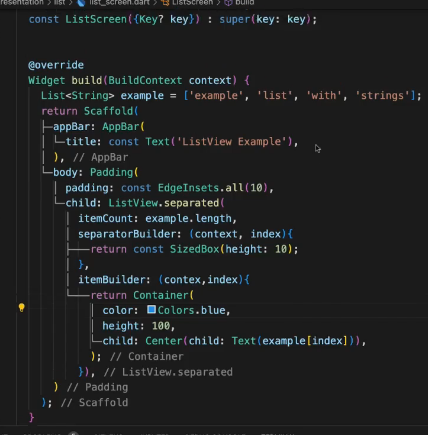 resentation > list > list_screen.dart > ListScreen > build
const ListScreen({Key? key}) : super(key: key);
@override
Widget build(BuildContext context) {
List<String> example = ['example', 'list', 'with', 'strings'];
return Scaffold(
appBar: AppBar(
title: const Text('ListView Example'),
), // AppBar
body: Padding(
padding: const EdgeInsets.all(10),
child: ListView.separated(
itemCount: example.length,
separatorBuilder: (context, index){
return const SizedBox(height: 10);
},
itemBuilder: (contex,index){
return Container(
color: Colors.blue,
height: 100,
child: Center(child: Text(example[index])),
); // Container
}), // ListView.separated
) // Padding
); // Scaffold
}